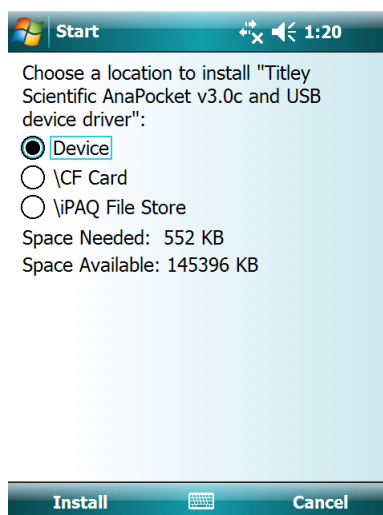 Start 1:20
Choose a location to install "Titley
Scientific AnaPocket v3.0c and USB
device driver":
Device
\CF Card
\iPAQ File Store
Space Needed: 552 KB
Space Available: 145396 KB
Install Cancel